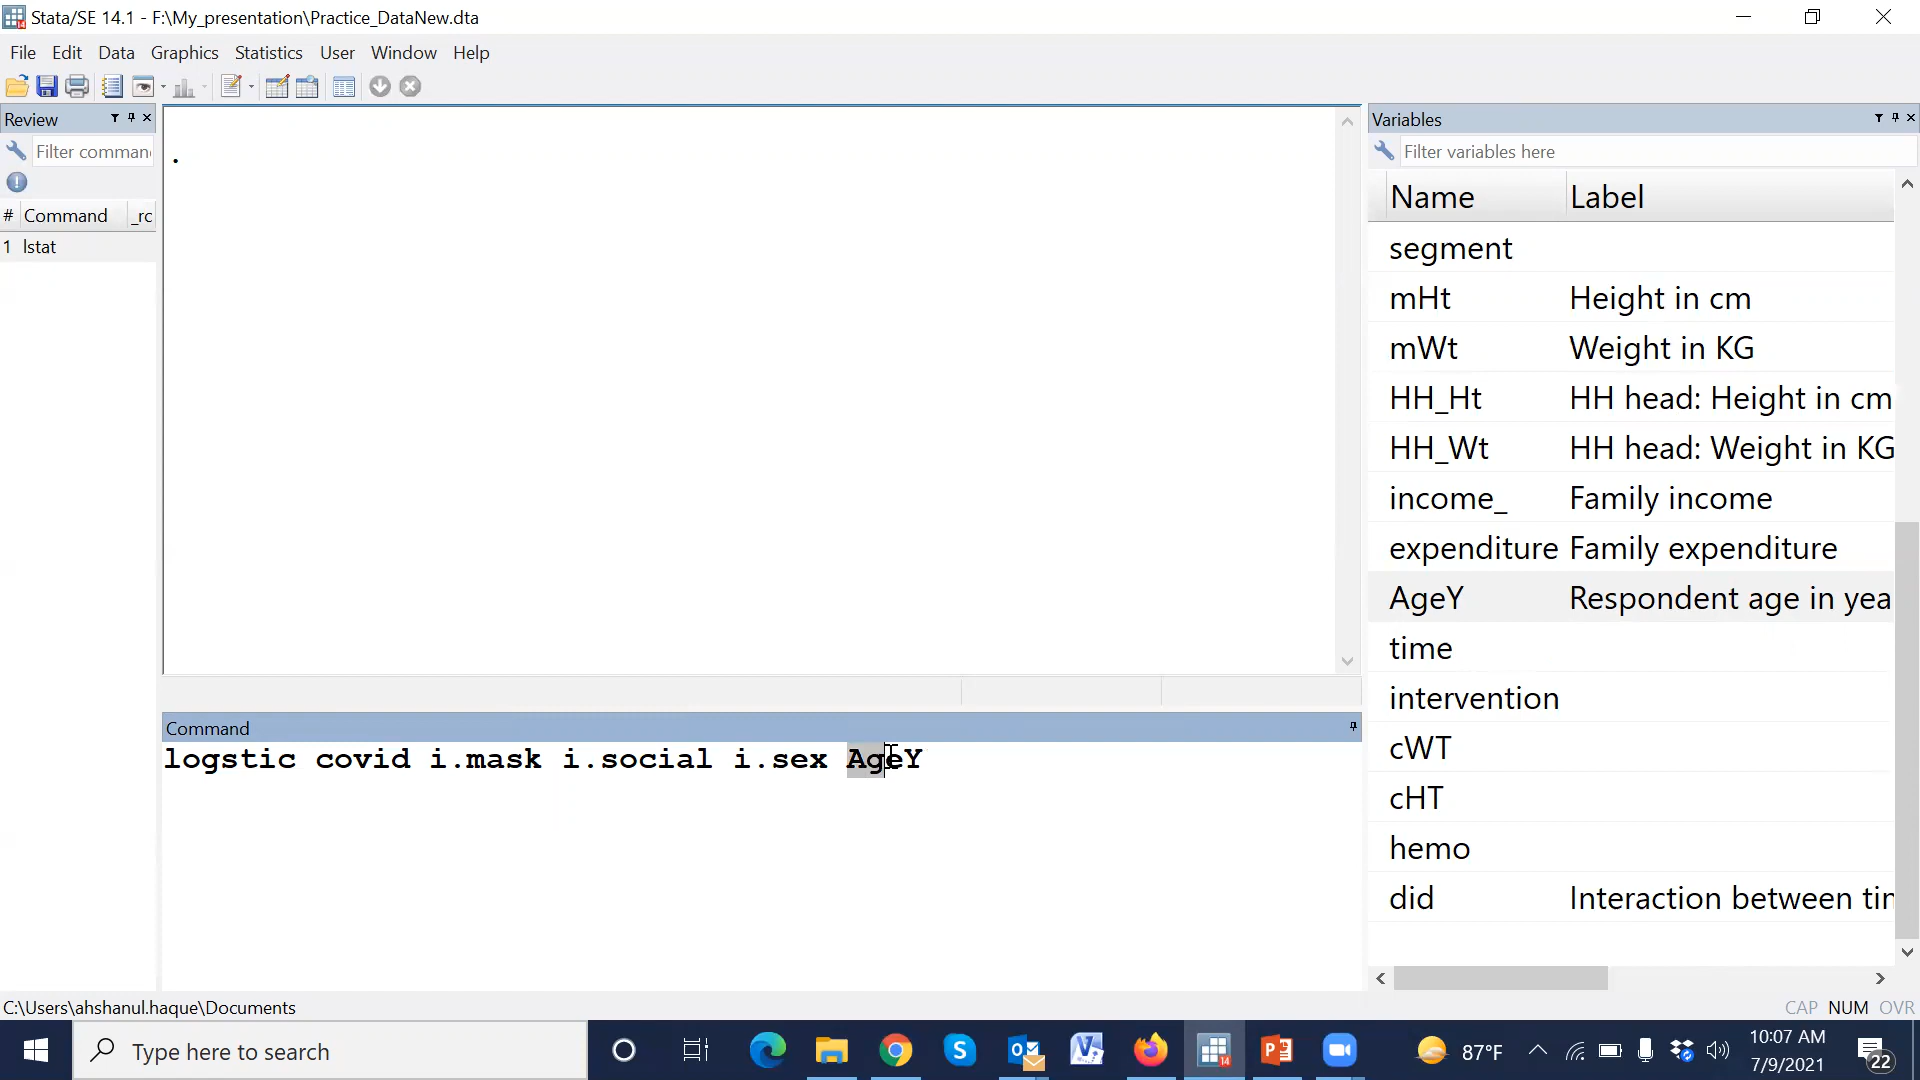 Stata/SE 14.1 - F:\My_presentation\Practice_DataNew.dta
File Edit Data Graphics Statistics User Window Help
Review
Variables
Filter comman
Filter variables here
.
# Command _rc
1 lstat
Name Label
segment
mHt Height in cm
mWt Weight in KG
HH_Ht HH head: Height in cm
HH_Wt HH head: Weight in KG
income_ Family income
expenditure Family expenditure
AgeY Respondent age in yea
time
intervention
cWT
cHT
hemo
did Interaction between tin
Command
logstic covid i.mask i.social i.sex AgeY
C:\Users\ahshanul.haque\Documents
CAP NUM OVR
Type here to search
87°F
10:07 AM
7/9/2021
22